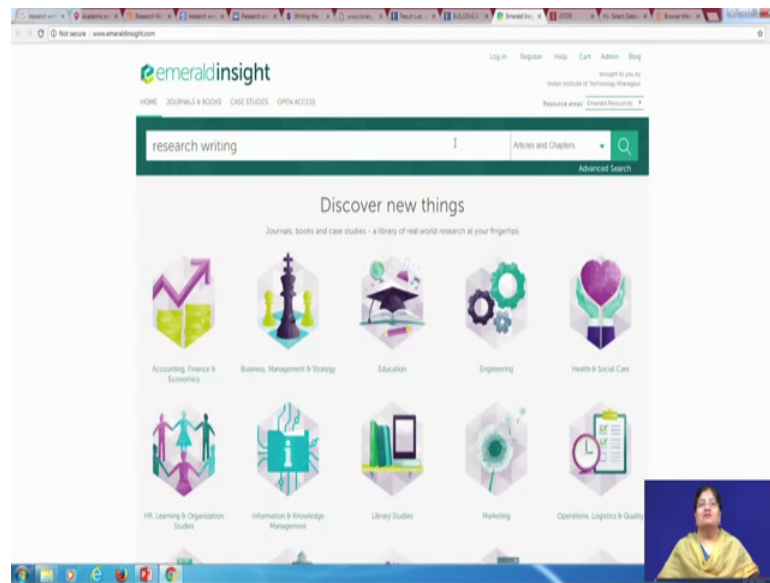 Not secure | www.emeraldinsight.com
emeraldinsight
Log in Register Help Cart Admin Blog
brought to you by
Indian Institute of Technology Kharagpur
HOME JOURNALS & BOOKS CASE STUDIES OPEN ACCESS
Resource areas: Emerald Resources
research writing
Articles and Chapters
Advanced Search
Discover new things
Journals, books and case studies - a library of real world research at your fingertips
Accounting, Finance & Economics
Business, Management & Strategy
Education
Engineering
Health & Social Care
HR, Learning & Organization Studies
Information & Knowledge Management
Library Studies
Marketing
Operations, Logistics & Quality